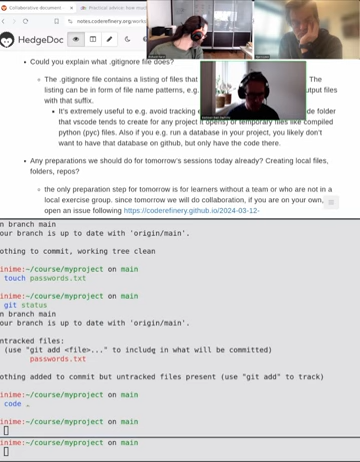 Collaborative document
Practical advice how
notes.coderefinery.org/works
HedgeDoc
Could you explain what .gitignore file does?
The .gitignore file contains a listing of files that
The
listing can be in form of file name patterns, e.g.
output files
with that suffix.
It's extremely useful to e.g. avoid tracking
de folder
that vscode tends to create for any project it opens) or temporary files like compiled
python (pyc) files. Also if you e.g. run a database in your project, you likely don't
want to have that database on github, but only have the code there.
Any preparations we should do for tomorrow's sessions today already? Creating local files,
folders, repos?
the only preparation step for tomorrow is for learners without a team or who are not in a
local exercise group. since tomorrow we will do collaboration, if you are on your own,
open an issue following https://coderefinery.github.io/2024-03-12-
n branch main
our branch is up to date with 'origin/main'.
othing to commit, working tree clean
inime:~/course/myproject on main
touch passwords.txt
inime:~/course/myproject on main
git status
n branch main
our branch is up to date with 'origin/main'.
ntracked files:
(use "git add <file>..." to include in what will be committed)
passwords.txt
othing added to commit but untracked files present (use "git add" to track)
inime:~/course/myproject on main
code .
inime:~/course/myproject on main
inime:~/course/myproject on main